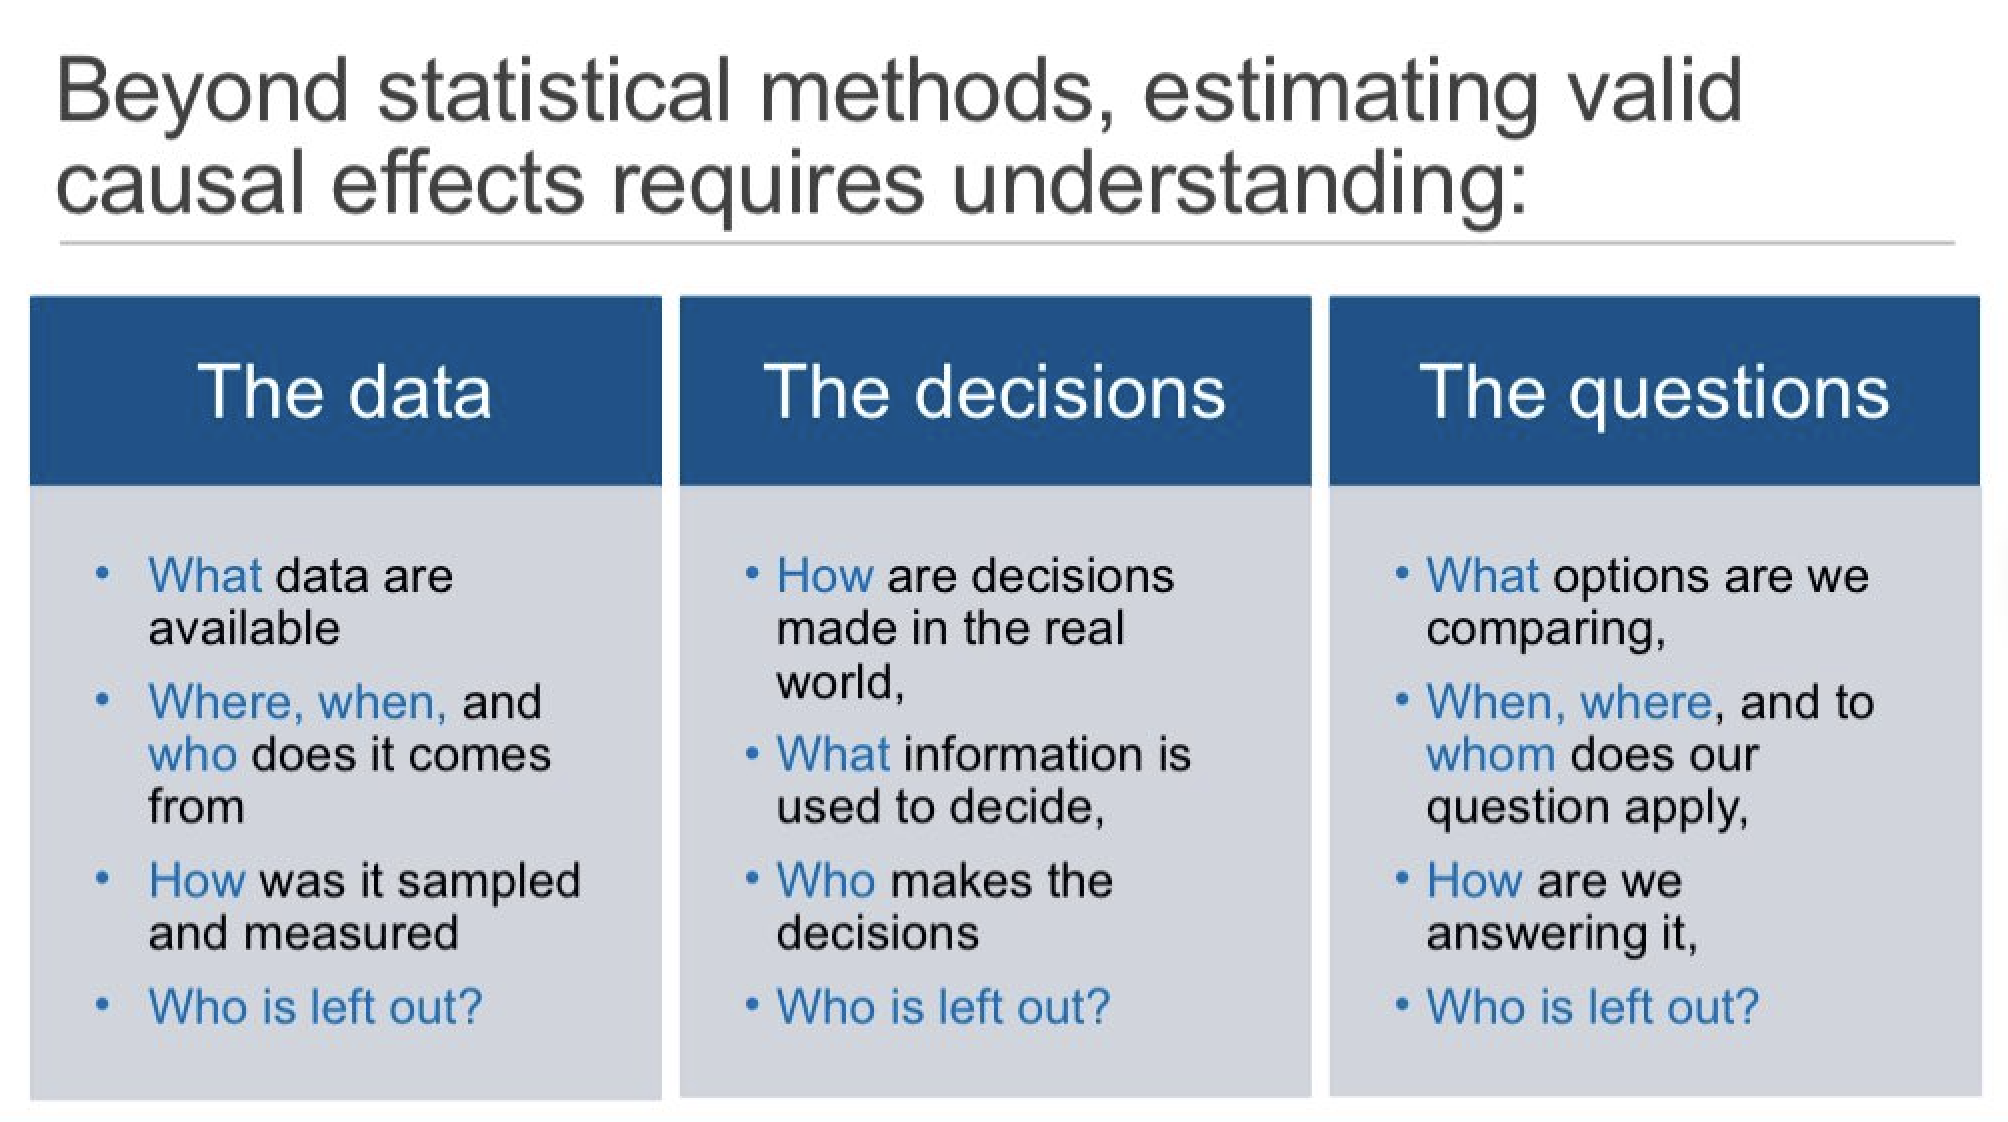 Beyond statistical methods, estimating valid
causal effects requires understanding:
The data
• What data are
available
• Where, when, and
who does it comes
from
• How was it sampled
and measured
• Who is left out?
The decisions
• How are decisions
made in the real
world,
• What information is
used to decide,
• Who makes the
decisions
• Who is left out?
The questions
• What options are we
comparing,
• When, where, and to
whom does our
question apply,
• How are we
answering it,
• Who is left out?